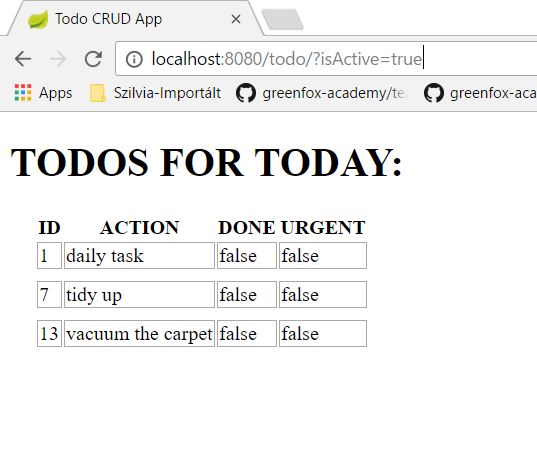 Todo CRUD App
localhost:8080/todo/?isActive=true
Apps Szilvia-Importált greenfox-academy/te greenfox-aca
TODOS FOR TODAY:
ID ACTION DONE URGENT
1 daily task false false
7 tidy up false false
13 vacuum the carpet false false